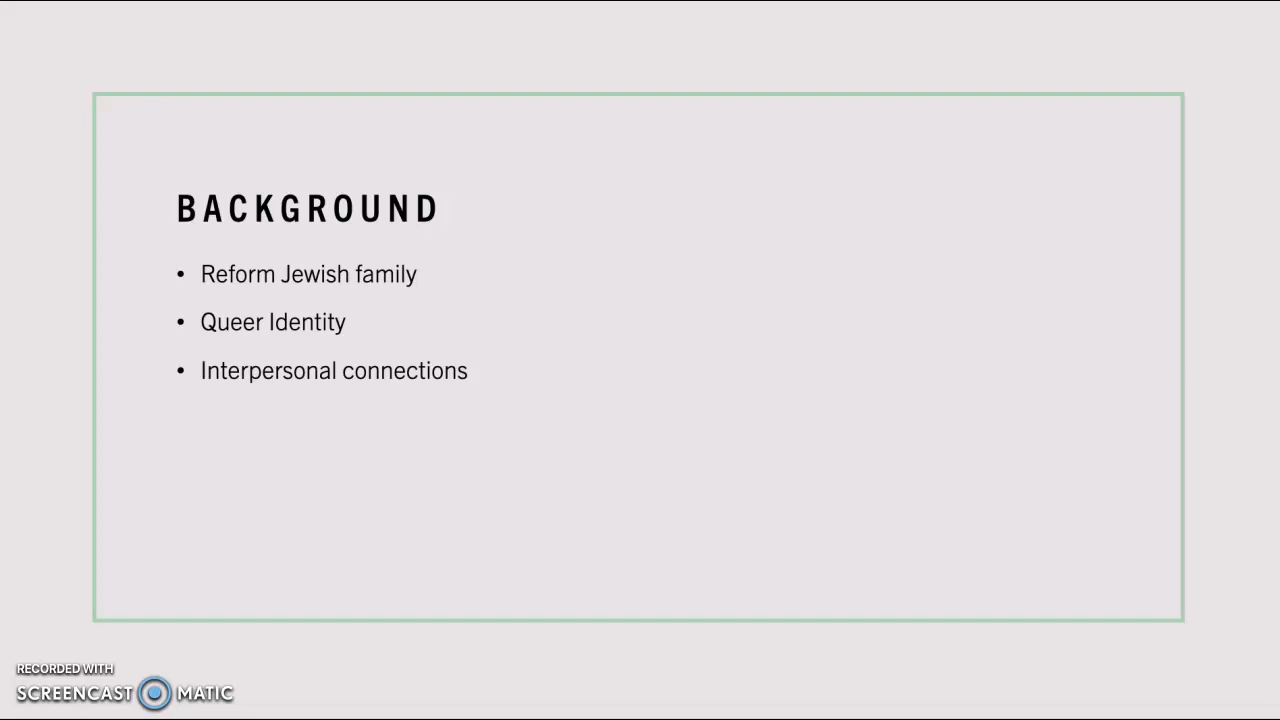 BACKGROUND
• Reform Jewish family
• Queer Identity
• Interpersonal connections
RECORDED WITH
SCREENCAST MATIC